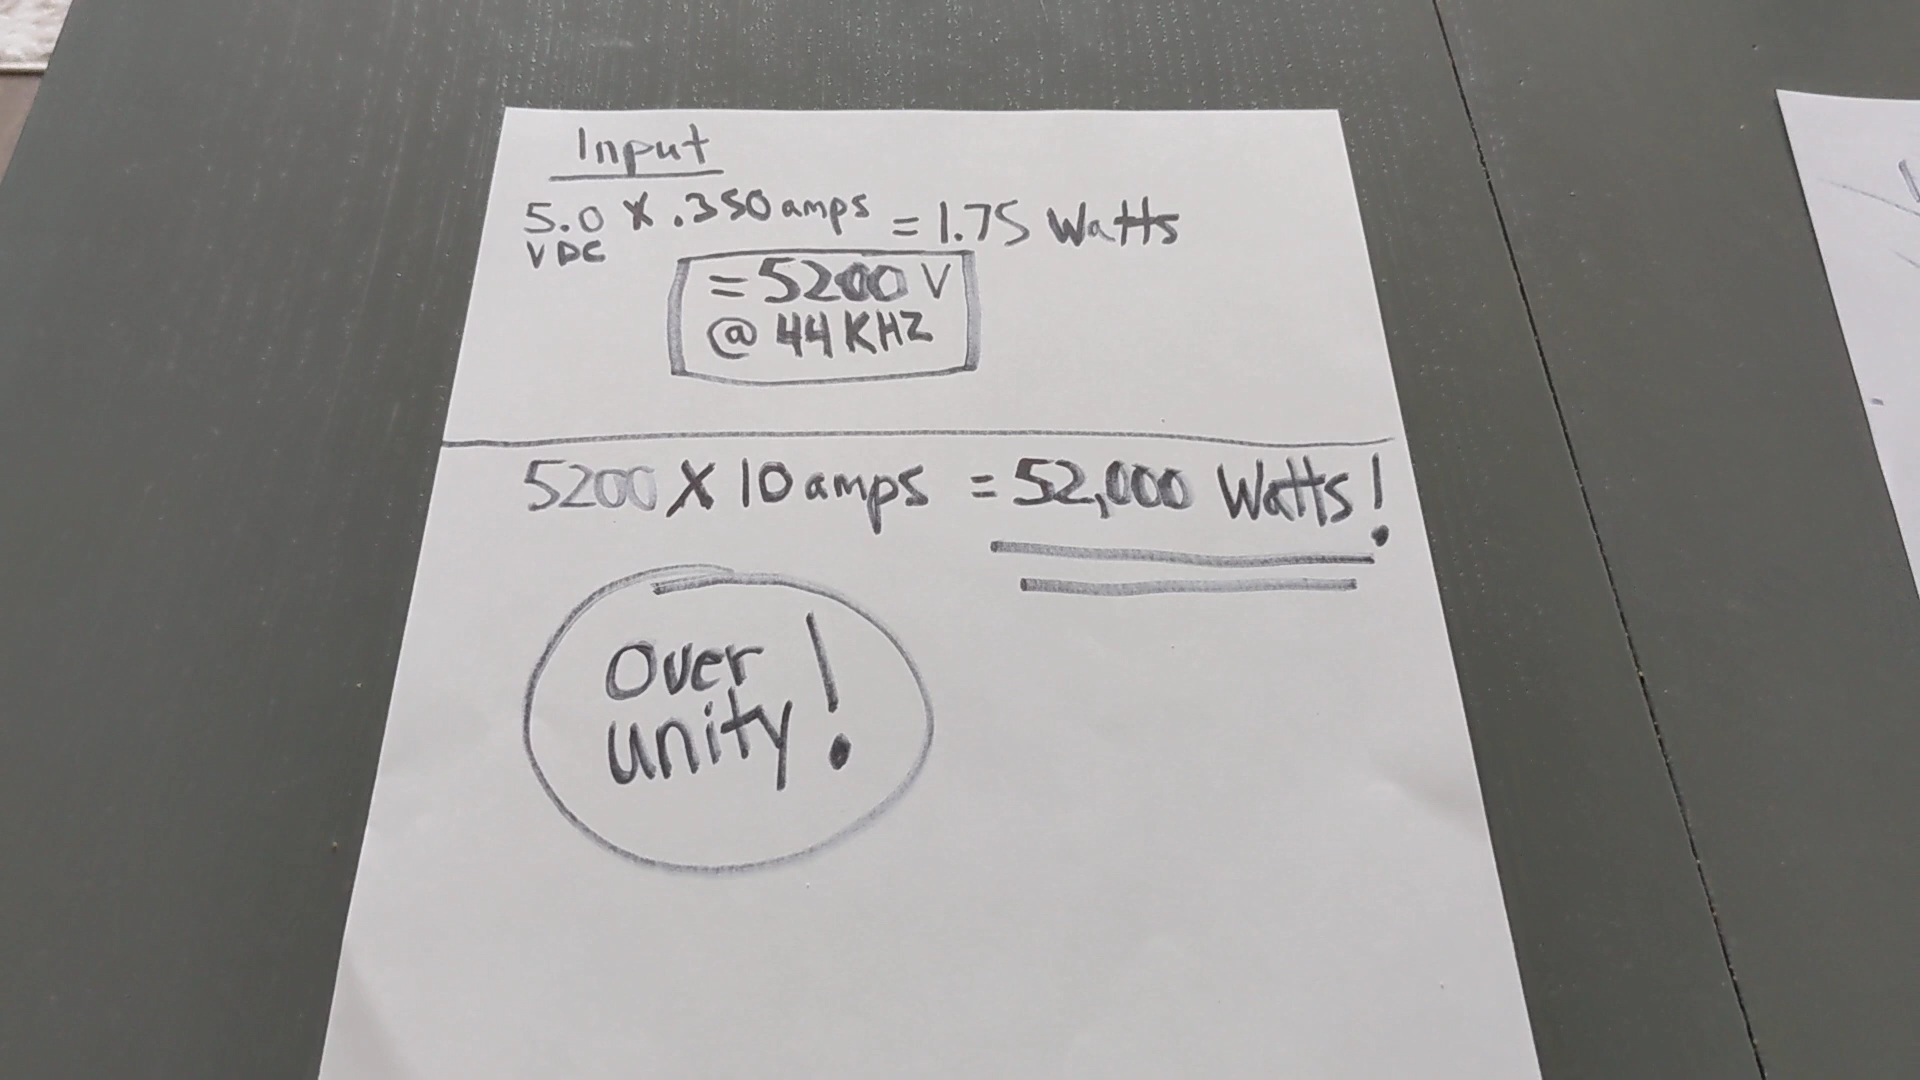 Input
5.0 X .350 amps = 1.75 Watts
VDC
= 5200 V
@ 44 KHZ
5200 X 10 amps = 52,000 Watts!
Over
unity!